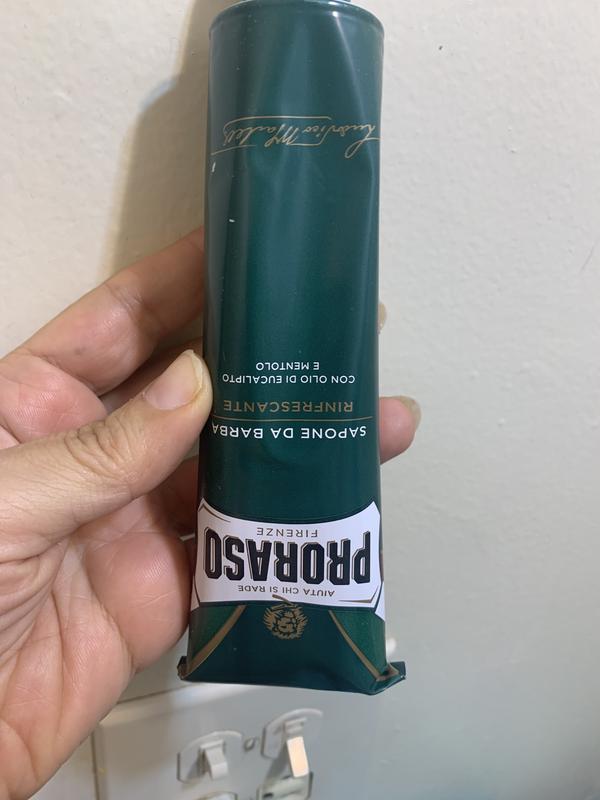 AIUTA CHI SI RADE
PRORASO
FIRENZE
SAPONE DA BARBA
RINFRESCANTE
CON OLIO DI EUCALIPTO
E MENTOLO